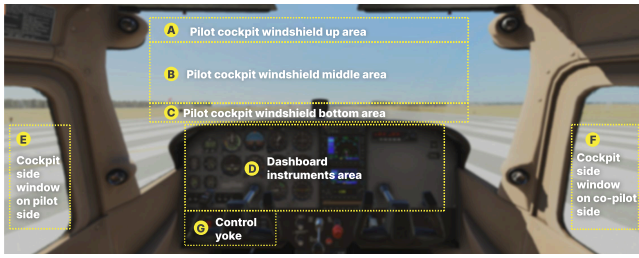 A Pilot cockpit windshield up area
B Pilot cockpit windshield middle area
C Pilot cockpit windshield bottom area
E
Cockpit
side
window
on pilot
side
D Dashboard
instruments area
F
Cockpit
side
window
on co-pilot
side
G Control
yoke